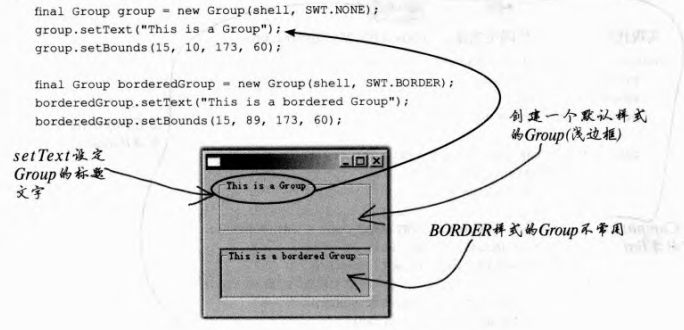 final Group group = new Group(shell, SWT.NONE);
group.setText("This is a Group");
group.setBounds(15, 10, 173, 60);
final Group borderedGroup = new Group(shell, SWT.BORDER);
borderedGroup.setText("This is a bordered Group");
borderedGroup.setBounds(15, 89, 173, 60);
创建一个默认样式
的Group(浅边框)
setText设定
Group的标题
文字
This is a Group
BORDER样式的Group不常用
This is a bordered Group